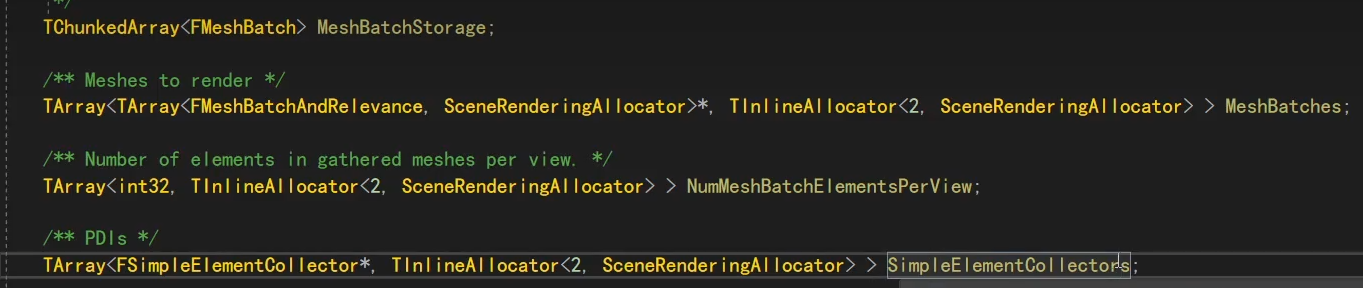 */
TChunkedArray<FMeshBatch> MeshBatchStorage;
/** Meshes to render */
TArray<TArray<FMeshBatchAndRelevance, SceneRenderingAllocator>*, TInlineAllocator<2, SceneRenderingAllocator> > MeshBatches;
/** Number of elements in gathered meshes per view. */
TArray<int32, TInlineAllocator<2, SceneRenderingAllocator> > NumMeshBatchElementsPerView;
/** PDIs */
TArray<FSimpleElementCollector*, TInlineAllocator<2, SceneRenderingAllocator> > SimpleElementCollectors;